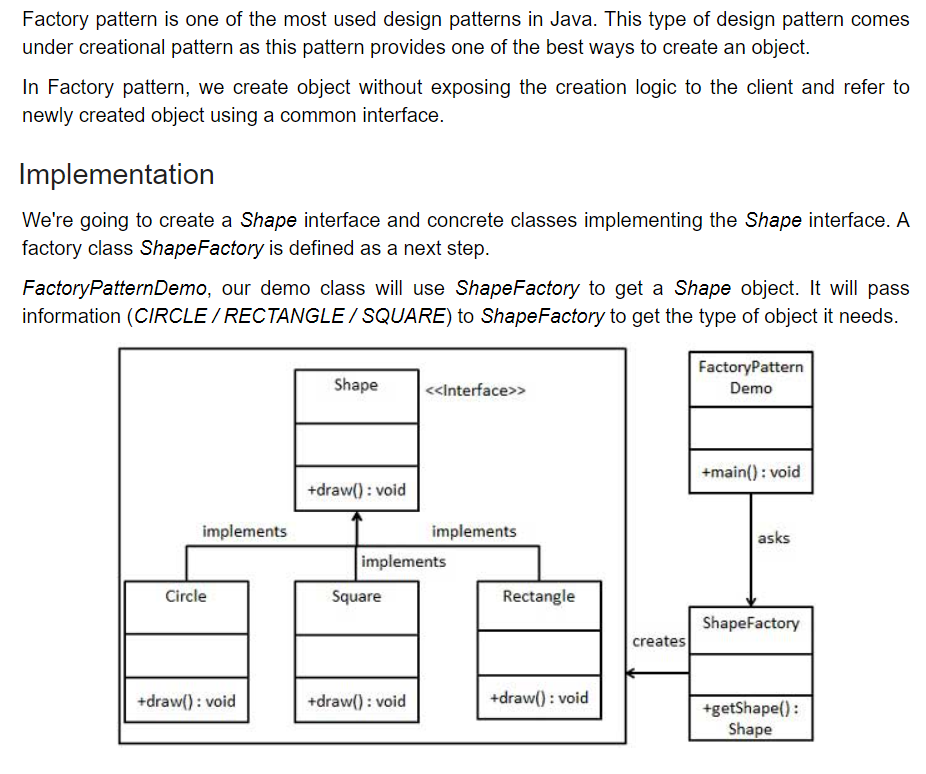 Factory pattern is one of the most used design patterns in Java. This type of design pattern comes
under creational pattern as this pattern provides one of the best ways to create an object.
In Factory pattern, we create object without exposing the creation logic to the client and refer to
newly created object using a common interface.
Implementation
We're going to create a Shape interface and concrete classes implementing the Shape interface. A
factory class ShapeFactory is defined as a next step.
FactoryPatternDemo, our demo class will use ShapeFactory to get a Shape object. It will pass
information (CIRCLE / RECTANGLE / SQUARE) to ShapeFactory to get the type of object it needs.
Shape
<<Interface>>
+draw() : void
implements
implements
implements
Circle
+draw() : void
Square
+draw() : void
Rectangle
+draw() : void
FactoryPattern
Demo
+main() : void
asks
creates
ShapeFactory
+getShape() :
Shape